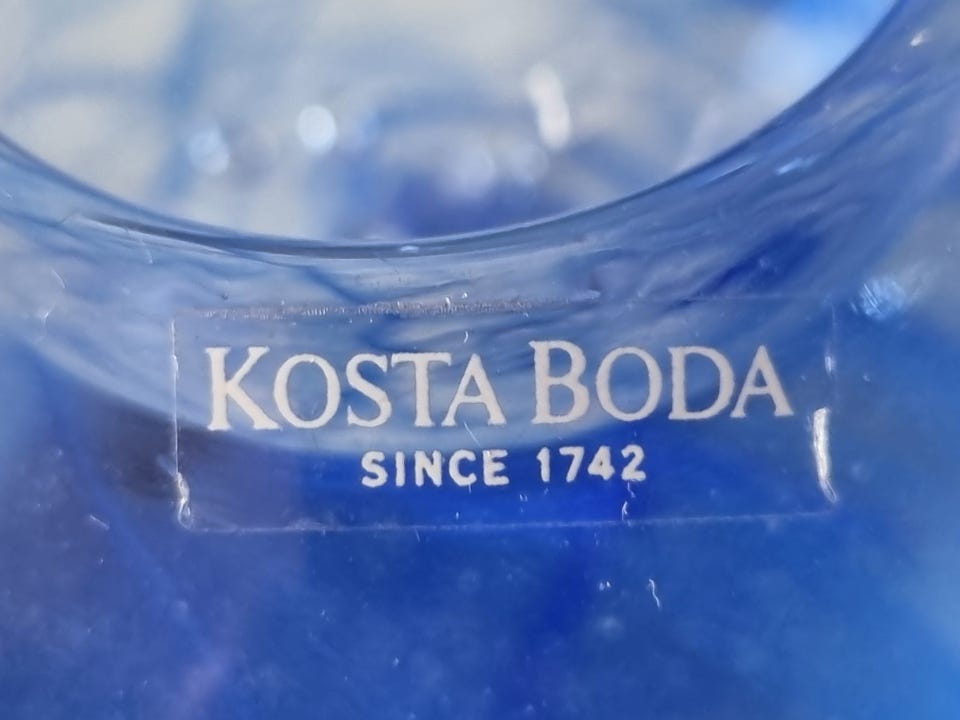 KOSTA BODA
SINCE 1742